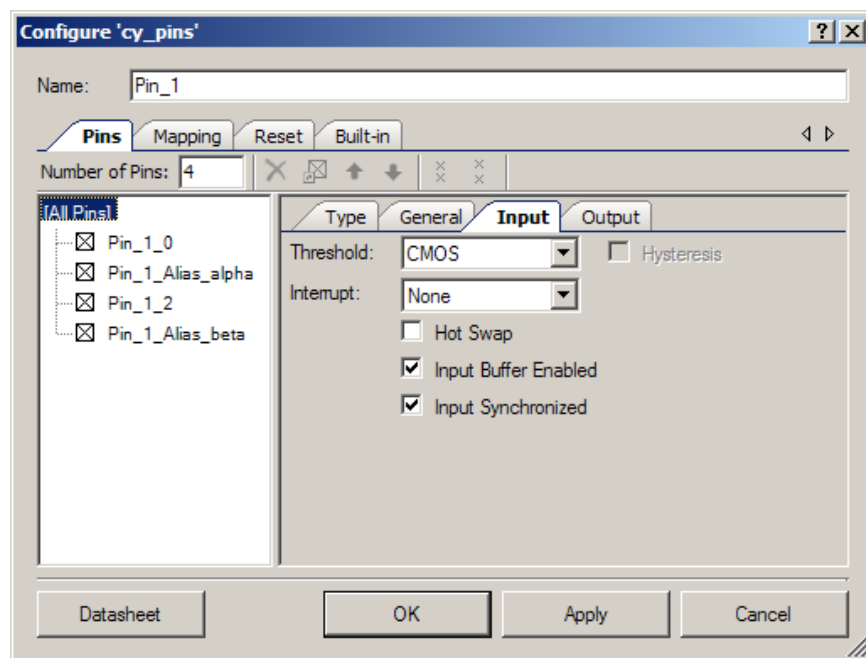 Configure 'cy_pins'
Name: Pin_1
Pins Mapping Reset Built-in
Number of Pins: 4
[All Pins]
Pin_1_0
Pin_1_Alias_alpha
Pin_1_2
Pin_1_Alias_beta
Type General Input Output
Threshold: CMOS Hysteresis
Interrupt: None
Hot Swap
Input Buffer Enabled
Input Synchronized
Datasheet OK Apply Cancel